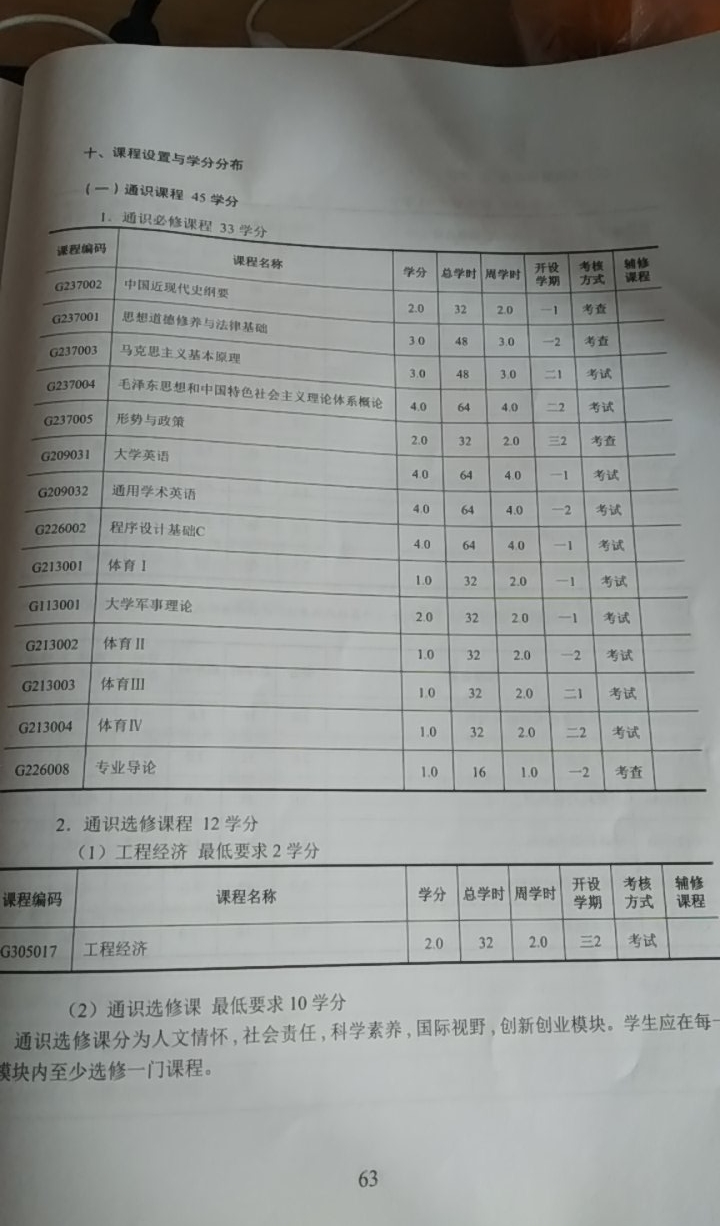 十、课程设置与学分分布
（一）通识课程 45 学分
1．通识必修课程 33 学分
课程编码 课程名称 学分 总学时 周学时 开设学期 考核方式 辅修课程
G237002 中国近现代史纲要 2.0 32 2.0 一1 考查
G237001 思想道德修养与法律基础 3.0 48 3.0 一2 考查
G237003 马克思主义基本原理 3.0 48 3.0 二1 考试
G237004 毛泽东思想和中国特色社会主义理论体系概论 4.0 64 4.0 二2 考试
G237005 形势与政策 2.0 32 2.0 三2 考查
G209031 大学英语 4.0 64 4.0 一1 考试
G209032 通用学术英语 4.0 64 4.0 一2 考试
G226002 程序设计基础C 4.0 64 4.0 一1 考试
G213001 体育 I 1.0 32 2.0 一1 考试
G113001 大学军事理论 2.0 32 2.0 一1 考试
G213002 体育 II 1.0 32 2.0 一2 考试
G213003 体育III 1.0 32 2.0 二1 考试
G213004 体育IV 1.0 32 2.0 二2 考试
G226008 专业导论 1.0 16 1.0 一2 考查
2．通识选修课程 12 学分
（1）工程经济 最低要求 2 学分
课程编码 课程名称 学分 总学时 周学时 开设学期 考核方式 辅修课程
G305017 工程经济 2.0 32 2.0 三2 考试
（2）通识选修课 最低要求 10 学分
通识选修课分为人文情怀，社会责任，科学素养，国际视野，创新创业模块。学生应在每一
模块内至少选修一门课程。
63